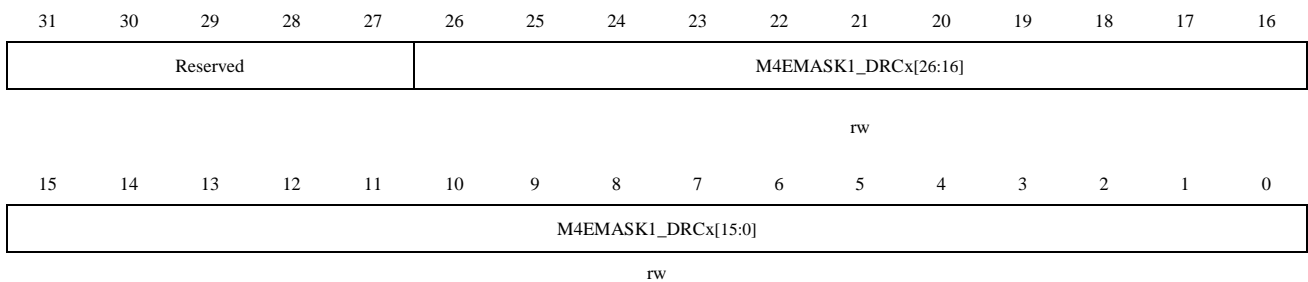 31 30 29 28 27 26 25 24 23 22 21 20 19 18 17 16
Reserved M4EMASK1_DRCx[26:16]
rw
15 14 13 12 11 10 9 8 7 6 5 4 3 2 1 0
M4EMASK1_DRCx[15:0]
rw